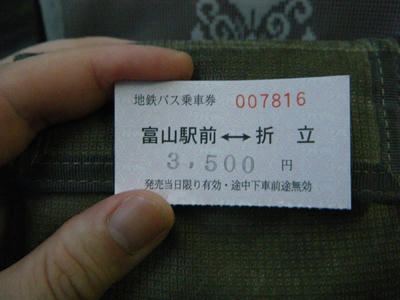 地鉄バス乗車券 007816
富山駅前↔折立
3,500 円
発売当日限り有効・途中下車前途無効